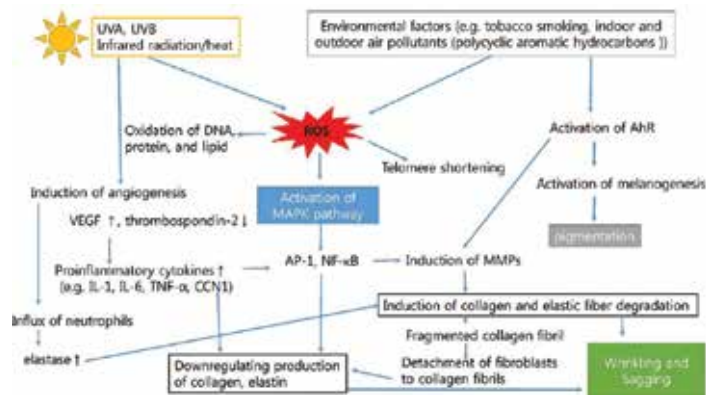 UVA, UVB
Infrared radiation/heat
Environmental factors (e.g. tobacco smoking, indoor and
outdoor air pollutants (polycyclic aromatic hydrocarbons ))
ROS
Oxidation of DNA,
protein, and lipid
Activation of AhR
Telomere shortening
Induction of angiogenesis
Activation of
MAPK pathway
Activation of melanogenesis
VEGF ↑, thrombospondin-2↓
pigmentation
Proinflammatory cytokines ↑
(e.g. IL-1, IL-6, TNF-α, CCN1)
AP-1, NF-κB
Induction of MMPs
Induction of collagen and elastic fiber degradation
Influx of neutrophils
Fragmented collagen fibril
elastase ↑
Downregulating production
of collagen, elastin
Detachment of fibroblasts
to collagen fibrils
Wrinkling and
Sagging